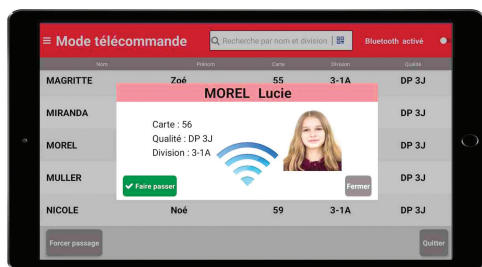 ≡ Mode télécommande Recherche par nom et division Bluetooth activé
Nom Prénom Carte Division Qualité
MAGRITTE Zoé 55 3-1A DP 3J
MIRANDA DP 3J
MOREL DP 3J
MULLER DP 3J
NICOLE Noé 59 3-1A DP 3J
MOREL Lucie
Carte : 56
Qualité : DP 3J
Division : 3-1A
✔ Faire passer Fermer
Forcer passage Quitter